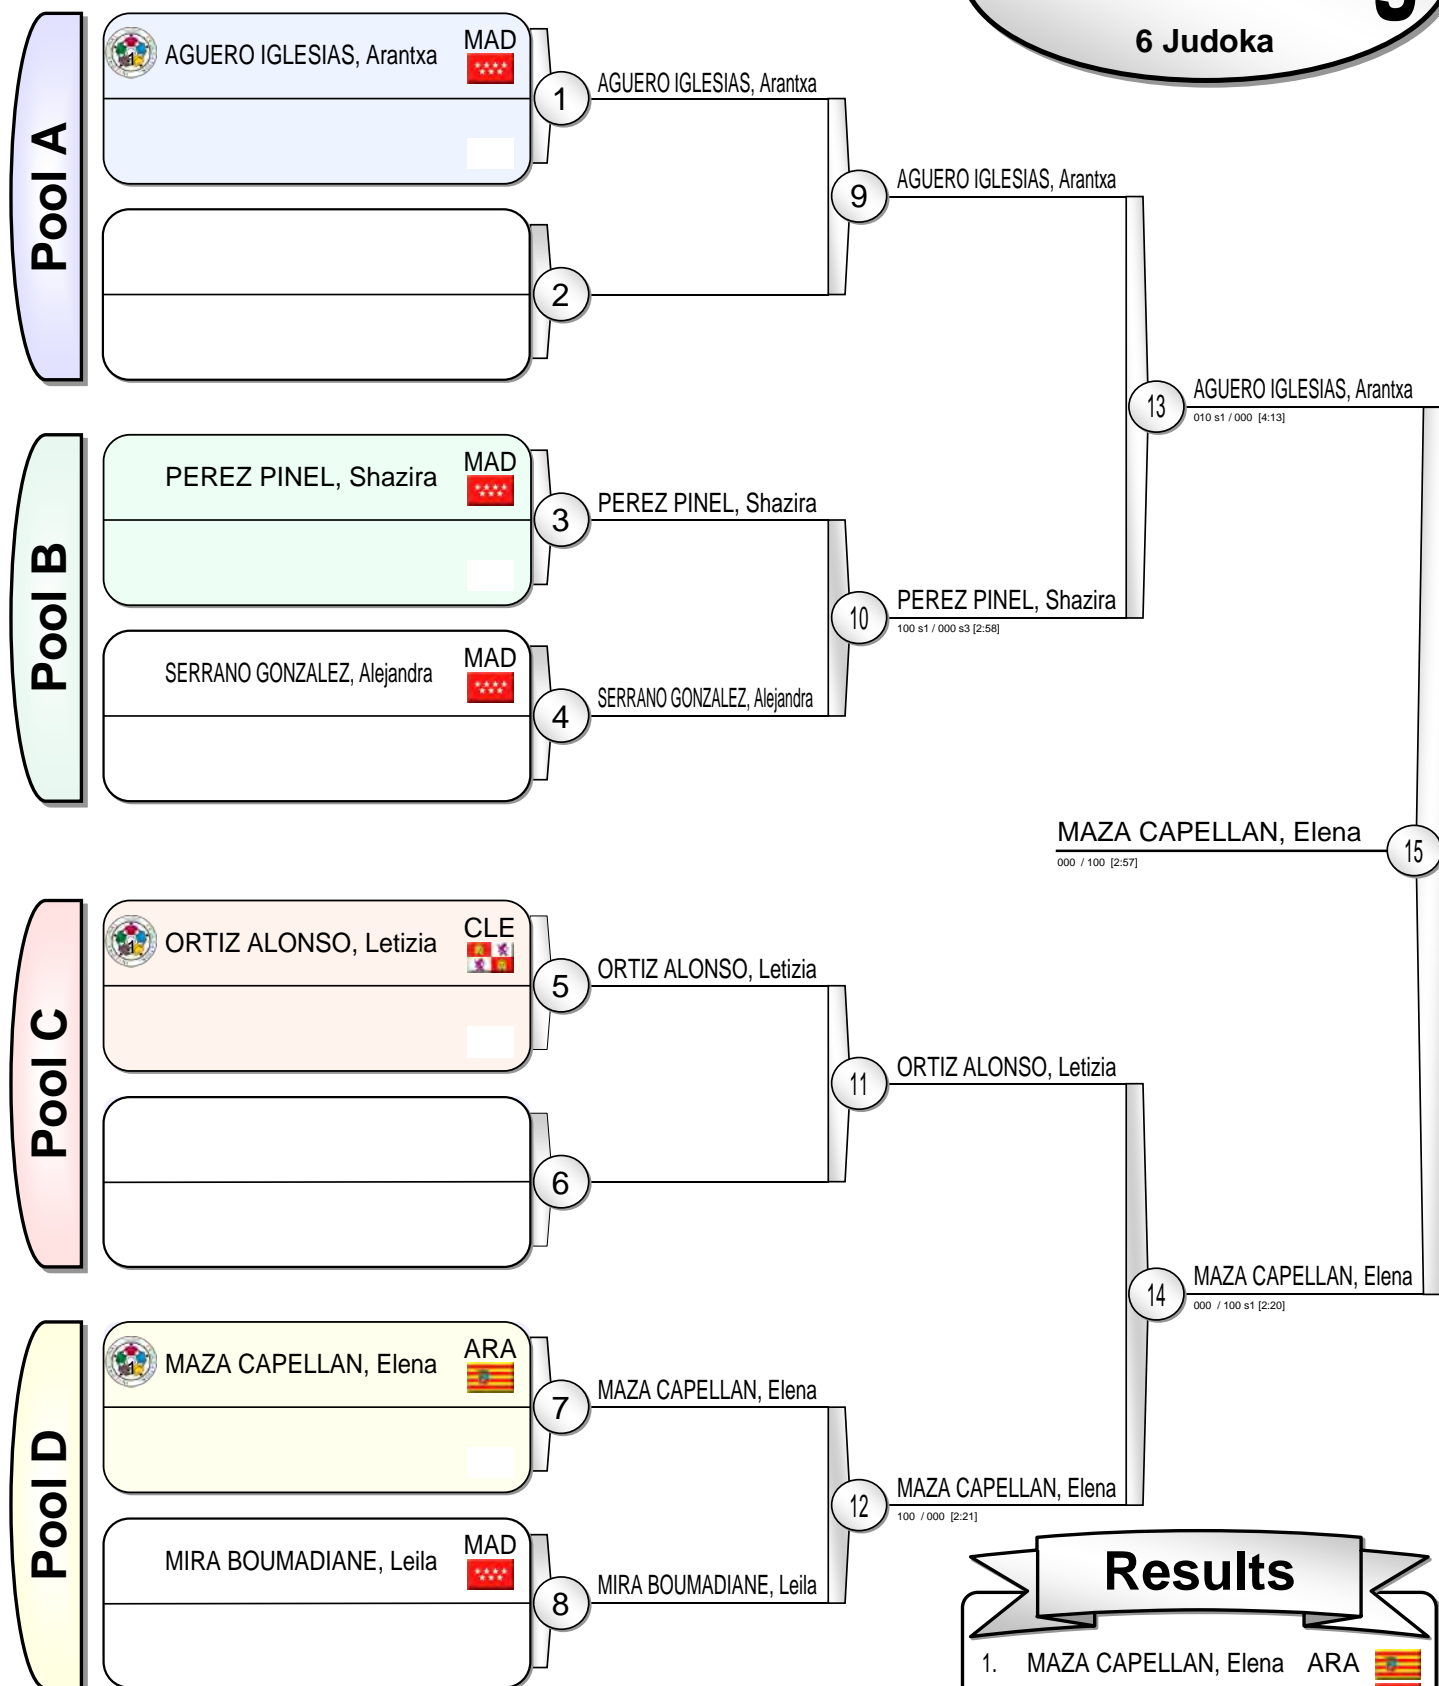 6 Judoka
Pool A
AGUERO IGLESIAS, Arantxa MAD
1
AGUERO IGLESIAS, Arantxa
2
9
AGUERO IGLESIAS, Arantxa
Pool B
PEREZ PINEL, Shazira MAD
3
PEREZ PINEL, Shazira
SERRANO GONZALEZ, Alejandra MAD
4
SERRANO GONZALEZ, Alejandra
10
PEREZ PINEL, Shazira
100 s1 / 000 s3 [2:58]
13
AGUERO IGLESIAS, Arantxa
010 s1 / 000 [4:13]
MAZA CAPELLAN, Elena
000 / 100 [2:57]
15
Pool C
ORTIZ ALONSO, Letizia CLE
5
ORTIZ ALONSO, Letizia
6
11
ORTIZ ALONSO, Letizia
14
MAZA CAPELLAN, Elena
000 / 100 s1 [2:20]
Pool D
MAZA CAPELLAN, Elena ARA
7
MAZA CAPELLAN, Elena
MIRA BOUMADIANE, Leila MAD
8
MIRA BOUMADIANE, Leila
12
MAZA CAPELLAN, Elena
100 / 000 [2:21]
Results
1. MAZA CAPELLAN, Elena ARA